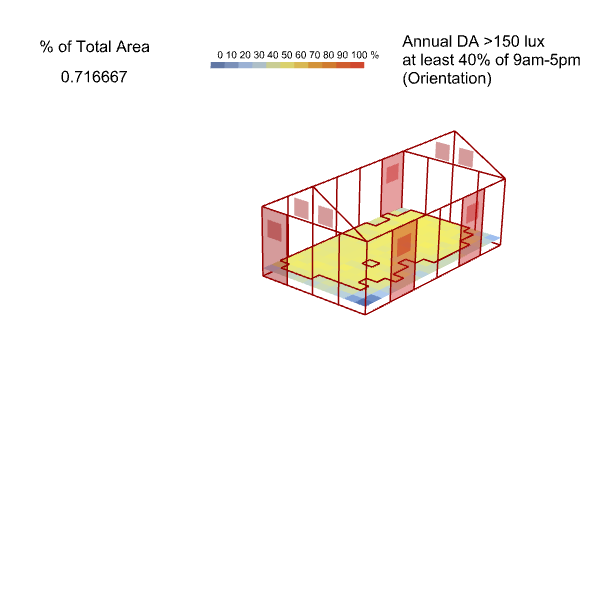 % of Total Area
0.716667
0 10 20 30 40 50 60 70 80 90 100 %
Annual DA >150 lux
at least 40% of 9am-5pm
(Orientation)